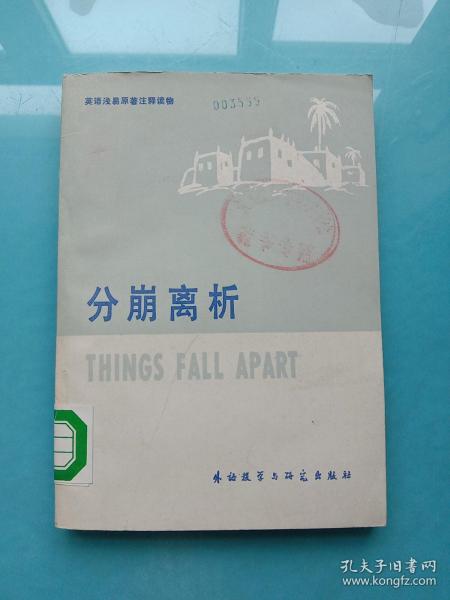 英语浅易原著注释读物
003555
分崩离析
THINGS FALL APART
外语教学与研究出版社
孔夫子旧书网
www.kongfz.com